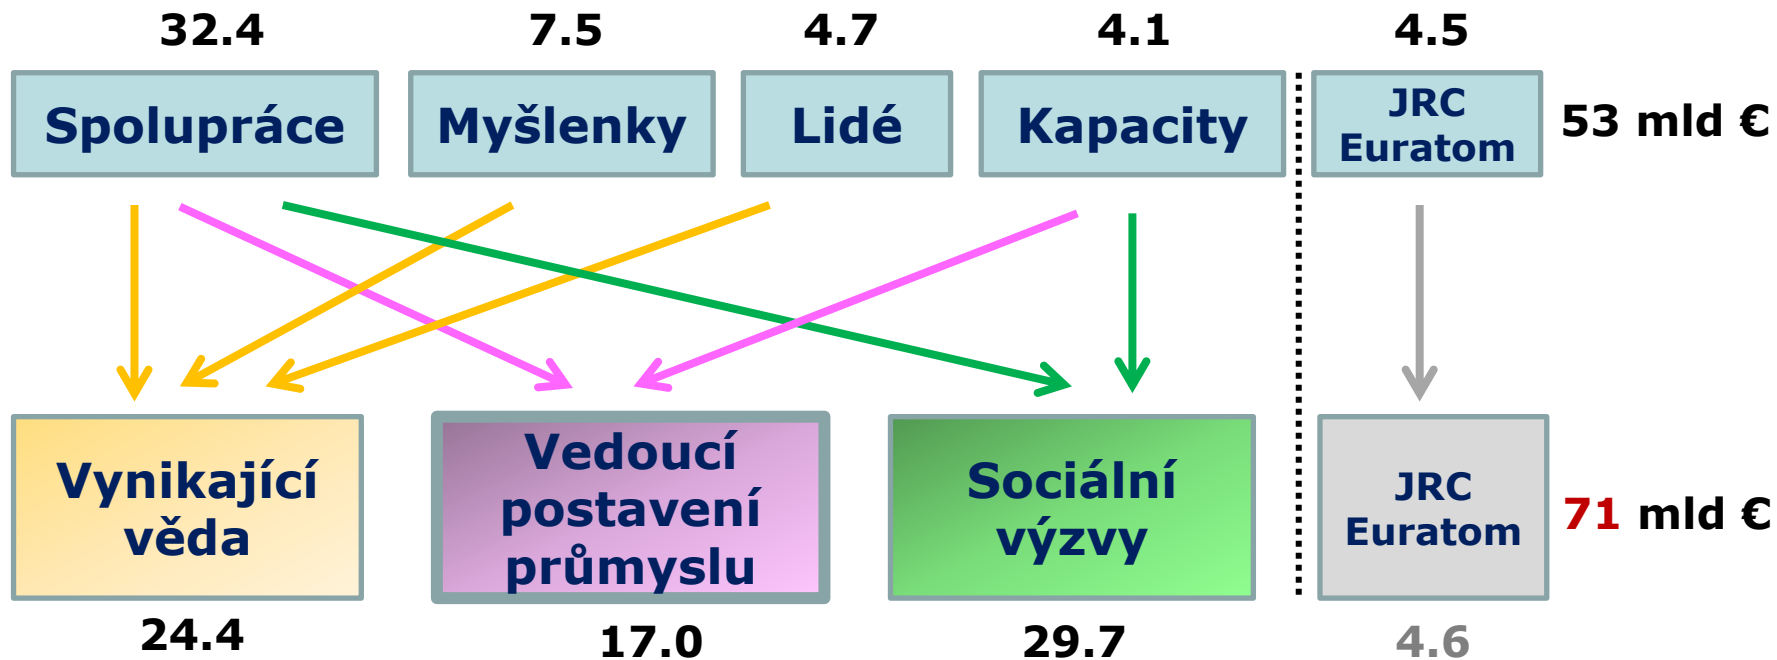 32.4 7.5 4.7 4.1 4.5
Spolupráce
Myšlenky
Lidé
Kapacity
JRC
Euratom
53 mld €
Vynikající
věda
Vedoucí
postavení
průmyslu
Sociální
výzvy
JRC
Euratom
71 mld €
24.4 17.0 29.7 4.6